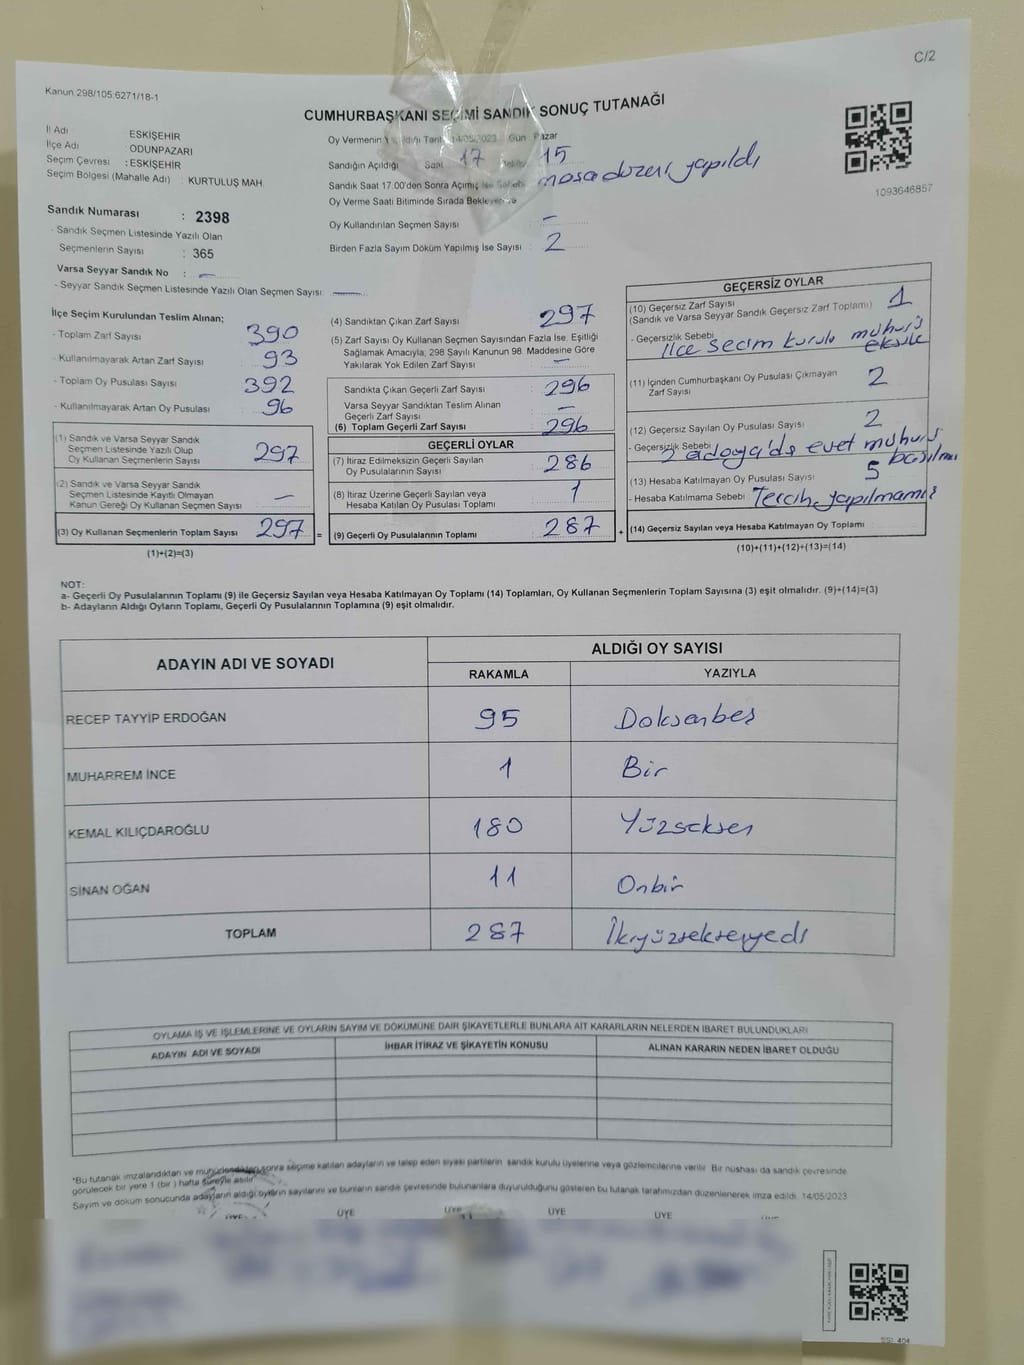 C/2
Kanun 298/105 6271/18-1
CUMHURBAŞKANI SEÇİMİ SANDIK SONUÇ TUTANAĞI
İl Adı ESKİŞEHİR
İlçe Adı ODUNPAZARI
Seçim Çevresi : ESKİŞEHİR
Seçim Bölgesi (Mahalle Adı) : KURTULUŞ MAH.
Sandık Numarası : 2398
- Sandık Seçmen Listesinde Yazılı Olan
Seçmenlerin Sayısı : 365
Varsa Seyyar Sandık No : —
- Seyyar Sandık Seçmen Listesinde Yazılı Olan Seçmen Sayısı: —
Oy Vermenin 14/05/2023 Gün Pazar
Sandığın Açıldığı Saat 17 15
Sandık Saat 17.00'den Sonra Açılmış İse masa düzeni yapıldı
Oy Verme Saati Bitiminde Sırada
Oy Kullandırılan Seçmen Sayısı : –
Birden Fazla Sayım Döküm Yapılmış İse Sayısı : 2
1093646857
İlçe Seçim Kurulundan Teslim Alınan;
- Toplam Zarf Sayısı : 390
- Kullanılmayarak Artan Zarf Sayısı : 93
- Toplam Oy Pusulası Sayısı : 392
- Kullanılmayarak Artan Oy Pusulası : 96
(1) Sandık ve Varsa Seyyar Sandık
Seçmen Listesinde Yazılı Olup
Oy Kullanan Seçmenlerin Sayısı : 297
(2) Sandık ve Varsa Seyyar Sandık
Seçmen Listesinde Kayıtlı Olmayan
Kanun Gereği Oy Kullanan Seçmen Sayısı : –
(3) Oy Kullanan Seçmenlerin Toplam Sayısı : 297 =
(1)+(2)=(3)
(4) Sandıktan Çıkan Zarf Sayısı : 297
(5) Zarf Sayısı Oy Kullanan Seçmen Sayısından Fazla İse, Eşitliği
Sağlamak Amacıyla, 298 Sayılı Kanunun 98. Maddesine Göre
Yakılarak Yok Edilen Zarf Sayısı : –
Sandıkta Çıkan Geçerli Zarf Sayısı : 296
Varsa Seyyar Sandıktan Teslim Alınan
Geçerli Zarf Sayısı : –
(6) Toplam Geçerli Zarf Sayısı : 296
GEÇERLİ OYLAR
(7) İtiraz Edilmeksizin Geçerli Sayılan
Oy Pusulalarının Sayısı : 286
(8) İtiraz Üzerine Geçerli Sayılan veya
Hesaba Katılan Oy Pusulaları Toplamı : 1
(9) Geçerli Oy Pusulalarının Toplamı : 287 +
GEÇERSİZ OYLAR
(10) Geçersiz Zarf Sayısı
(Sandık ve Varsa Seyyar Sandık Geçersiz Zarf Toplamı) : 1
- Geçersizlik Sebebi : İlce secim kurulu mührü
eksik
(11) İçinden Cumhurbaşkanı Oy Pusulası Çıkmayan
Zarf Sayısı : 2
(12) Geçersiz Sayılan Oy Pusulası Sayısı : 2
- Geçersizlik Sebebi : 2 adaya'da evet mührü
basılmı
(13) Hesaba Katılmayan Oy Pusulası Sayısı : 5
- Hesaba Katılmama Sebebi : Tercih yapılmamış
(14) Geçersiz Sayılan veya Hesaba Katılmayan Oy Toplamı
(10)+(11)+(12)+(13)=(14)
NOT:
a- Geçerli Oy Pusulalarının Toplamı (9) ile Geçersiz Sayılan veya Hesaba Katılmayan Oy Toplamı (14) Toplamları, Oy Kullanan Seçmenlerin Toplam Sayısına (3) eşit olmalıdır. (9)+(14)=(3)
b- Adayların Aldığı Oyların Toplamı, Geçerli Oy Pusulalarının Toplamına (9) eşit olmalıdır.
ADAYIN ADI VE SOYADI ALDIĞI OY SAYISI
RAKAMLA YAZIYLA
RECEP TAYYİP ERDOĞAN 95 Doksanbeş
MUHARREM İNCE 1 Bir
KEMAL KILIÇDAROĞLU 180 Yüzseksen
SİNAN OĞAN 11 Onbir
TOPLAM 287 İkiyüzseksenyedi
OYLAMA İŞ VE İŞLEMLERİNE VE OYLARIN SAYIM VE DÖKÜMÜNE DAİR ŞİKAYETLERLE BUNLARA AİT KARARLARIN NELERDEN İBARET BULUNDUKLARI
ADAYIN ADI VE SOYADI İHBAR İTİRAZ VE ŞİKAYETİN KONUSU ALINAN KARARIN NEDEN İBARET OLDUĞU
*Bu tutanak imzalandıktan ve mühürlendikten sonra seçime katılan adayların ve talep eden siyasi partilerin sandık kurulu üyelerine veya gözlemcilerine verilir. Bir nüshası da sandık çevresinde
görülecek bir yere 1 (bir) hafta süreyle asılır.
Sayım ve döküm sonucunda adayların aldığı oyların sayılarını ve bunların sandık çevresinde bulunanlara duyurulduğunu gösteren bu tutanak tarafımızdan düzenlenerek imza edildi. 14/05/2023
ÜYE ÜYE ÜYE ÜYE ÜYE